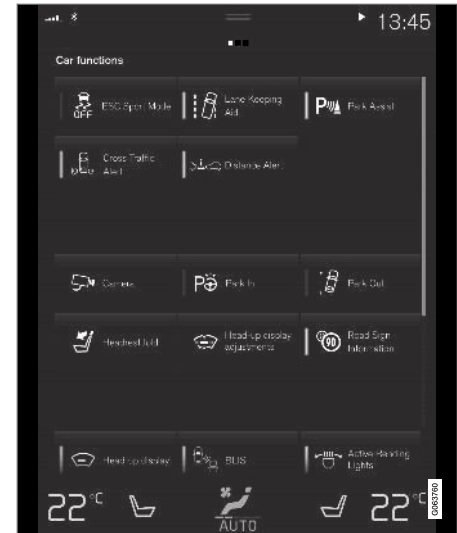 13:45
Car functions
OFF
ESC Sport Mode
Lane Keeping
Aid
P
Park Assist
Cross Traffic
Alert
Distance Alert
Camera
P
Park In
Park Out
Headrest fold
Head-up display
adjustments
90
Road Sign
Information
Head-up display
BLIS
Active Bending
Lights
22°C
AUTO
22°C
G063760